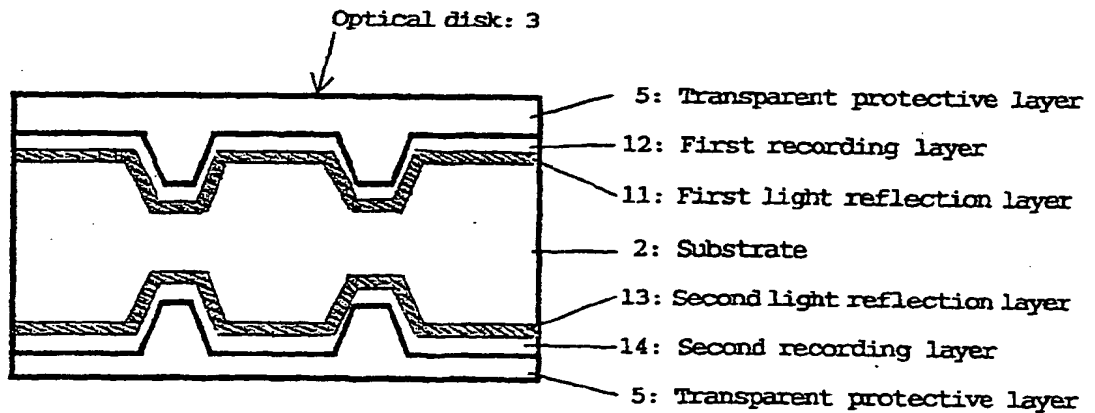 Optical disk: 3
5: Transparent protective layer
12: First recording layer
11: First light reflection layer
2: Substrate
13: Second light reflection layer
14: Second recording layer
5: Transparent protective layer